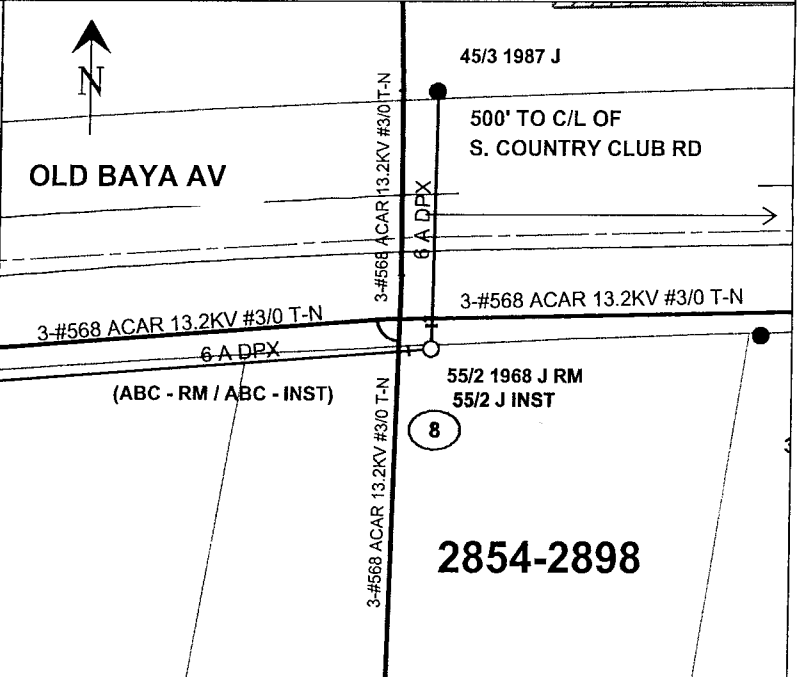 45/3 1987 J
N
500' TO C/L OF
S. COUNTRY CLUB RD
OLD BAYA AV
3-#568 ACAR 13.2KV #3/0 T-N
6 A DPX
3-#568 ACAR 13.2KV #3/0 T-N
3-#568 ACAR 13.2KV #3/0 T-N
6 A DPX
(ABC - RM / ABC - INST)
55/2 1968 J RM
55/2 J INST
8
3-#568 ACAR 13.2KV #3/0 T-N
2854-2898